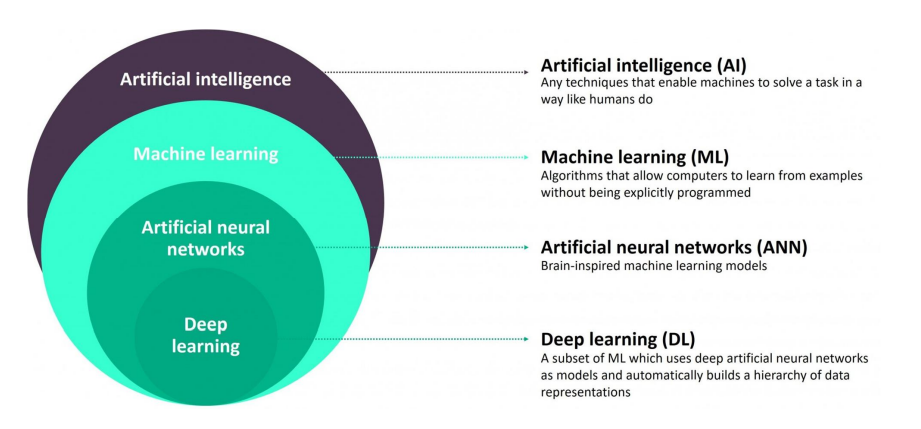 Artificial intelligence
Machine learning
Artificial neural
networks
Deep
learning
Artificial intelligence (AI)
Any techniques that enable machines to solve a task in a
way like humans do
Machine learning (ML)
Algorithms that allow computers to learn from examples
without being explicitly programmed
Artificial neural networks (ANN)
Brain-inspired machine learning models
Deep learning (DL)
A subset of ML which uses deep artificial neural networks
as models and automatically builds a hierarchy of data
representations